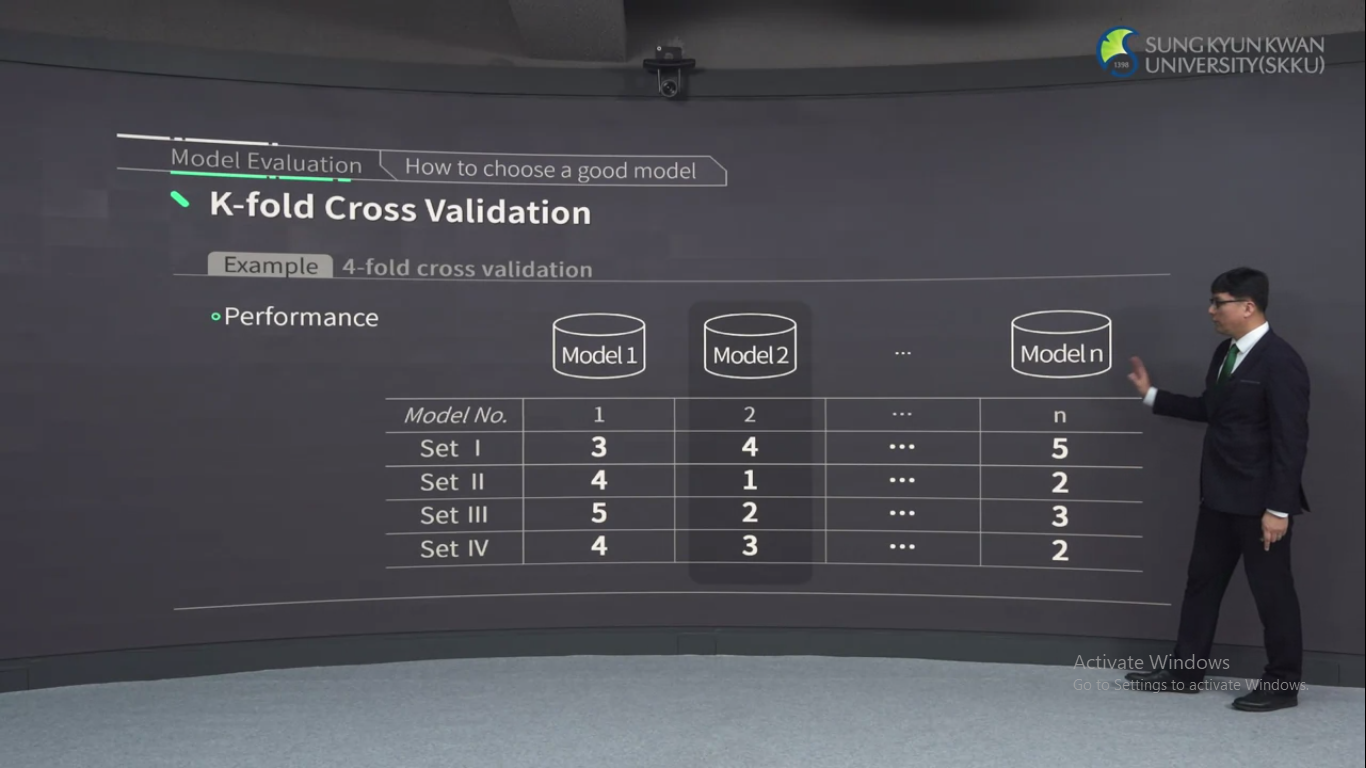 SUNG KYUN KWAN
UNIVERSITY(SKKU)
1398
Model Evaluation How to choose a good model
K-fold Cross Validation
Example 4-fold cross validation
Performance
Model 1 Model 2 ... Model n
Model No. 1 2 ... n
Set I 3 4 ... 5
Set II 4 1 ... 2
Set III 5 2 ... 3
Set IV 4 3 ... 2
Activate Windows
Go to Settings to activate Windows.